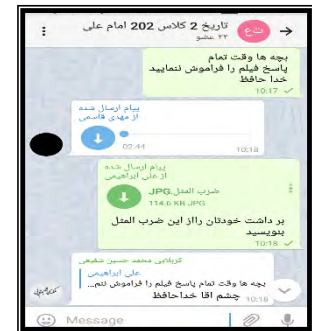 تاریخ 2 کلاس 202 امام علی
۲۲ عضو
بچه ها وقت تمام
پاسخ فیلم را فراموش ننمایید
خدا حافظ
10:17
پیام ارسال شده
از مهدی قاسمی
02:44
10:18
پیام ارسال شده
از علی ابراهیمی
ضرب المثل.JPG
114.6 KB JPG
بر داشت خودتان رااز این ضرب المثل
بنویسید
10:18
کربلایی محمد حسین شفیعی
علی ابراهیمی
بچه ها وقت تمام پاسخ فیلم را فراموش ننم...
چشم اقا خداحافظ
10:18
Message